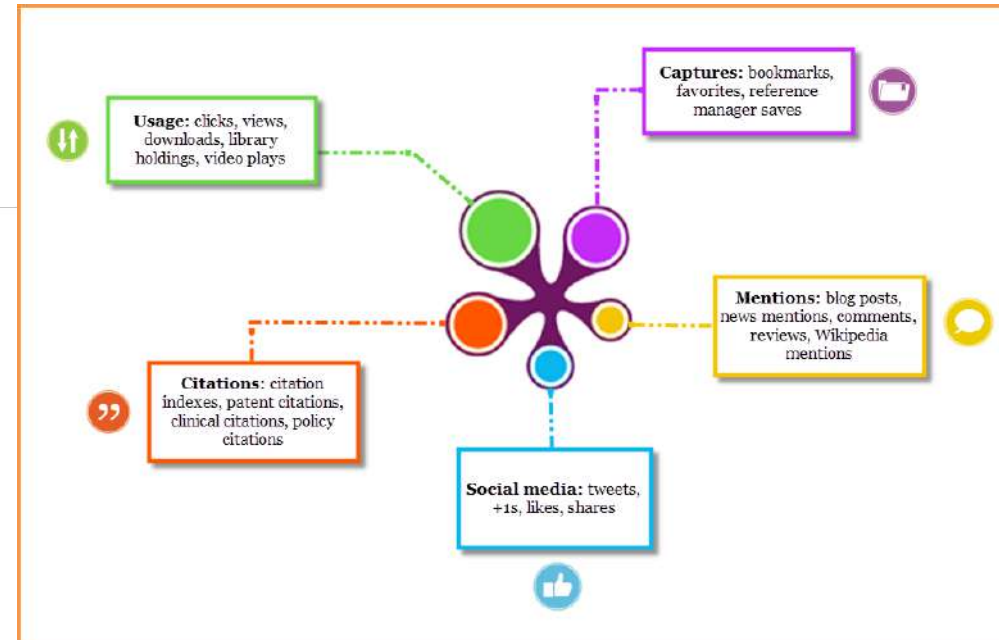 Captures: bookmarks,
favorites, reference
manager saves
Usage: clicks, views,
downloads, library
holdings, video plays
Mentions: blog posts,
news mentions, comments,
reviews, Wikipedia
mentions
Citations: citation
indexes, patent citations,
clinical citations, policy
citations
Social media: tweets,
+1s, likes, shares